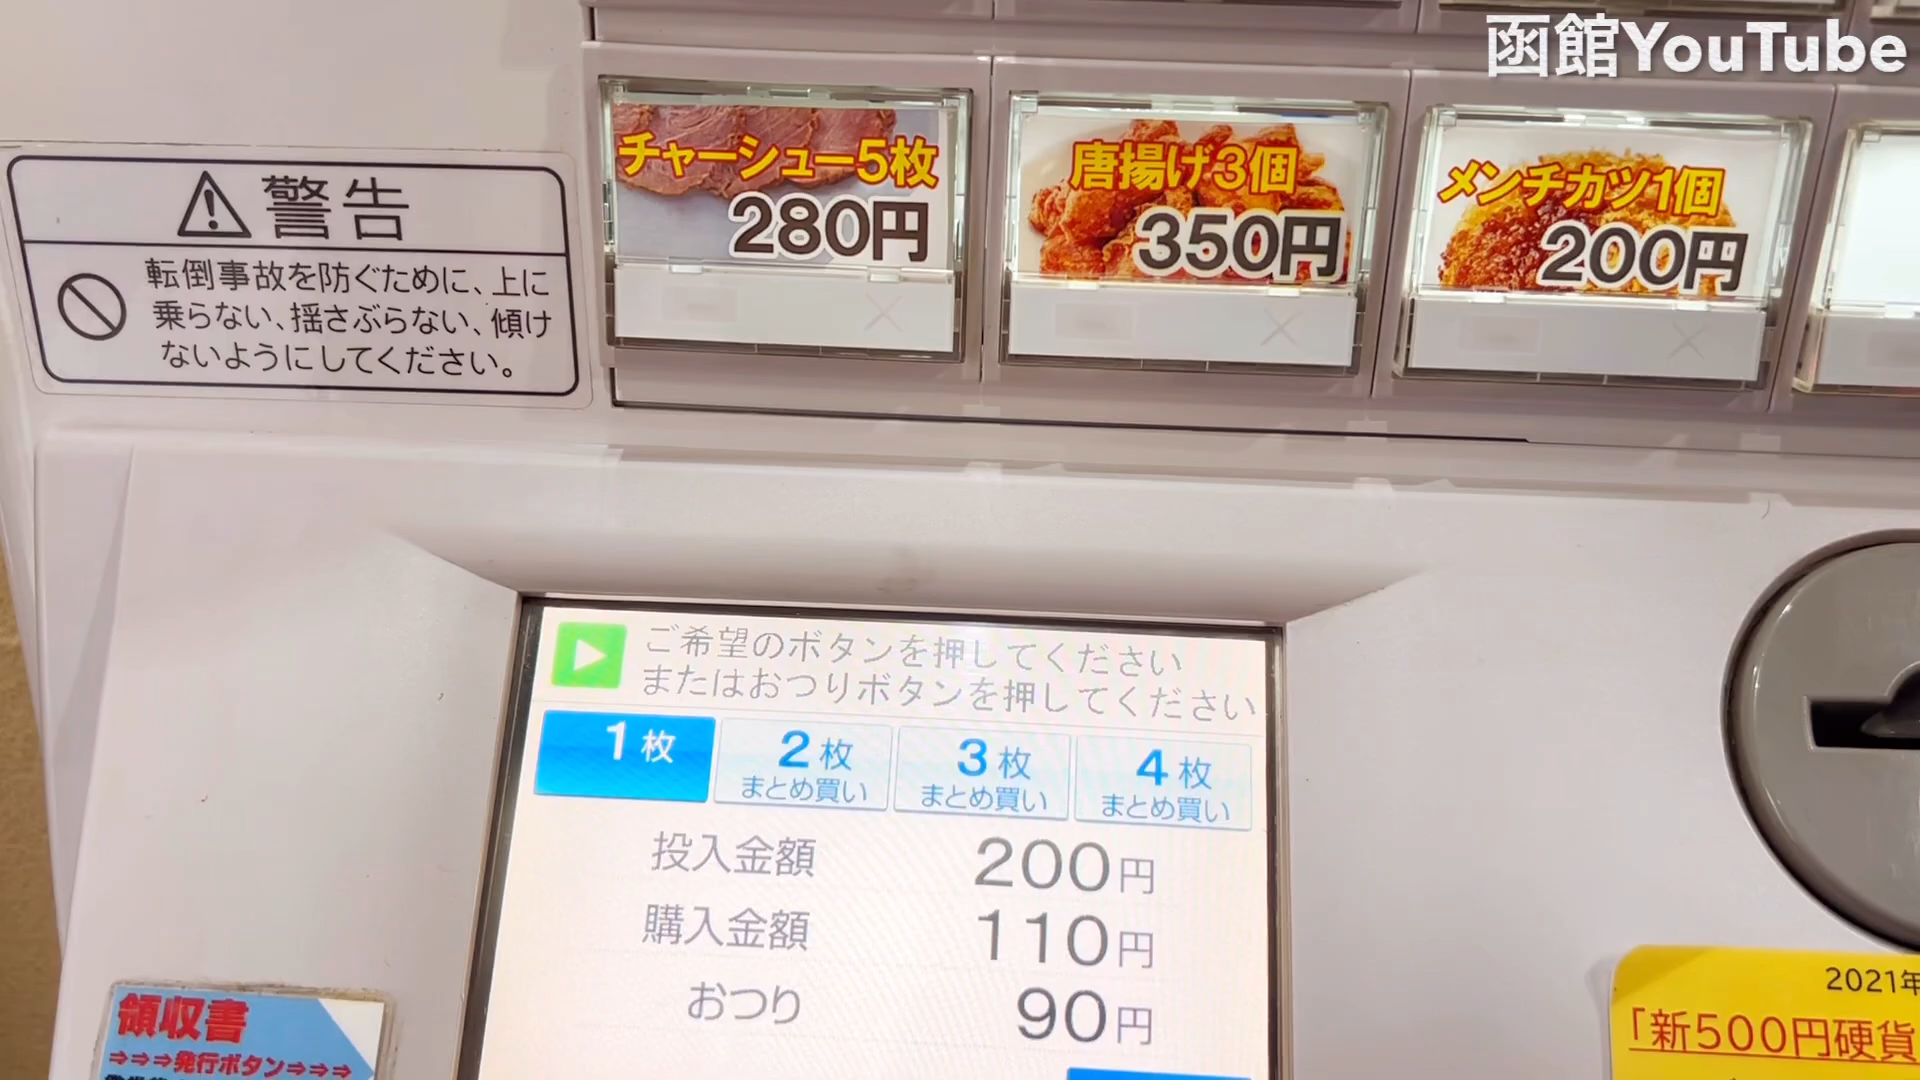 函館YouTube
チャーシュー5枚
280円
唐揚げ3個
350円
メンチカツ1個
200円
警告
転倒事故を防ぐために、上に
乗らない、揺さぶらない、傾け
ないようにしてください。
ご希望のボタンを押してください
またはおつりボタンを押してください
1枚
2枚
まとめ買い
3枚
まとめ買い
4枚
まとめ買い
投入金額 200円
購入金額 110円
おつり 90円
領収書
⇒⇒⇒発行ボタン⇒⇒⇒
2021年
「新500円硬貨